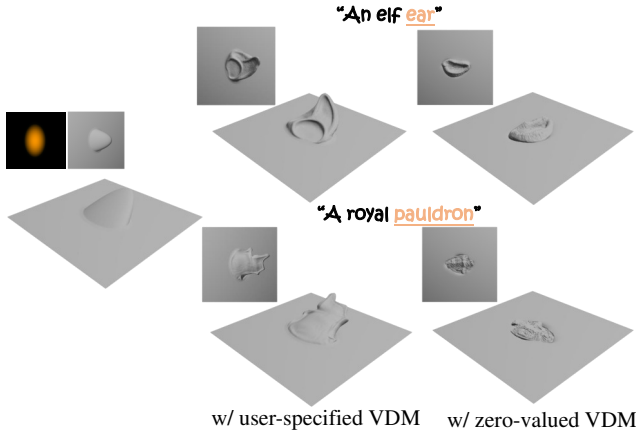 “An elf ear”
“A royal pauldron”
w/ user-specified VDM
w/ zero-valued VDM